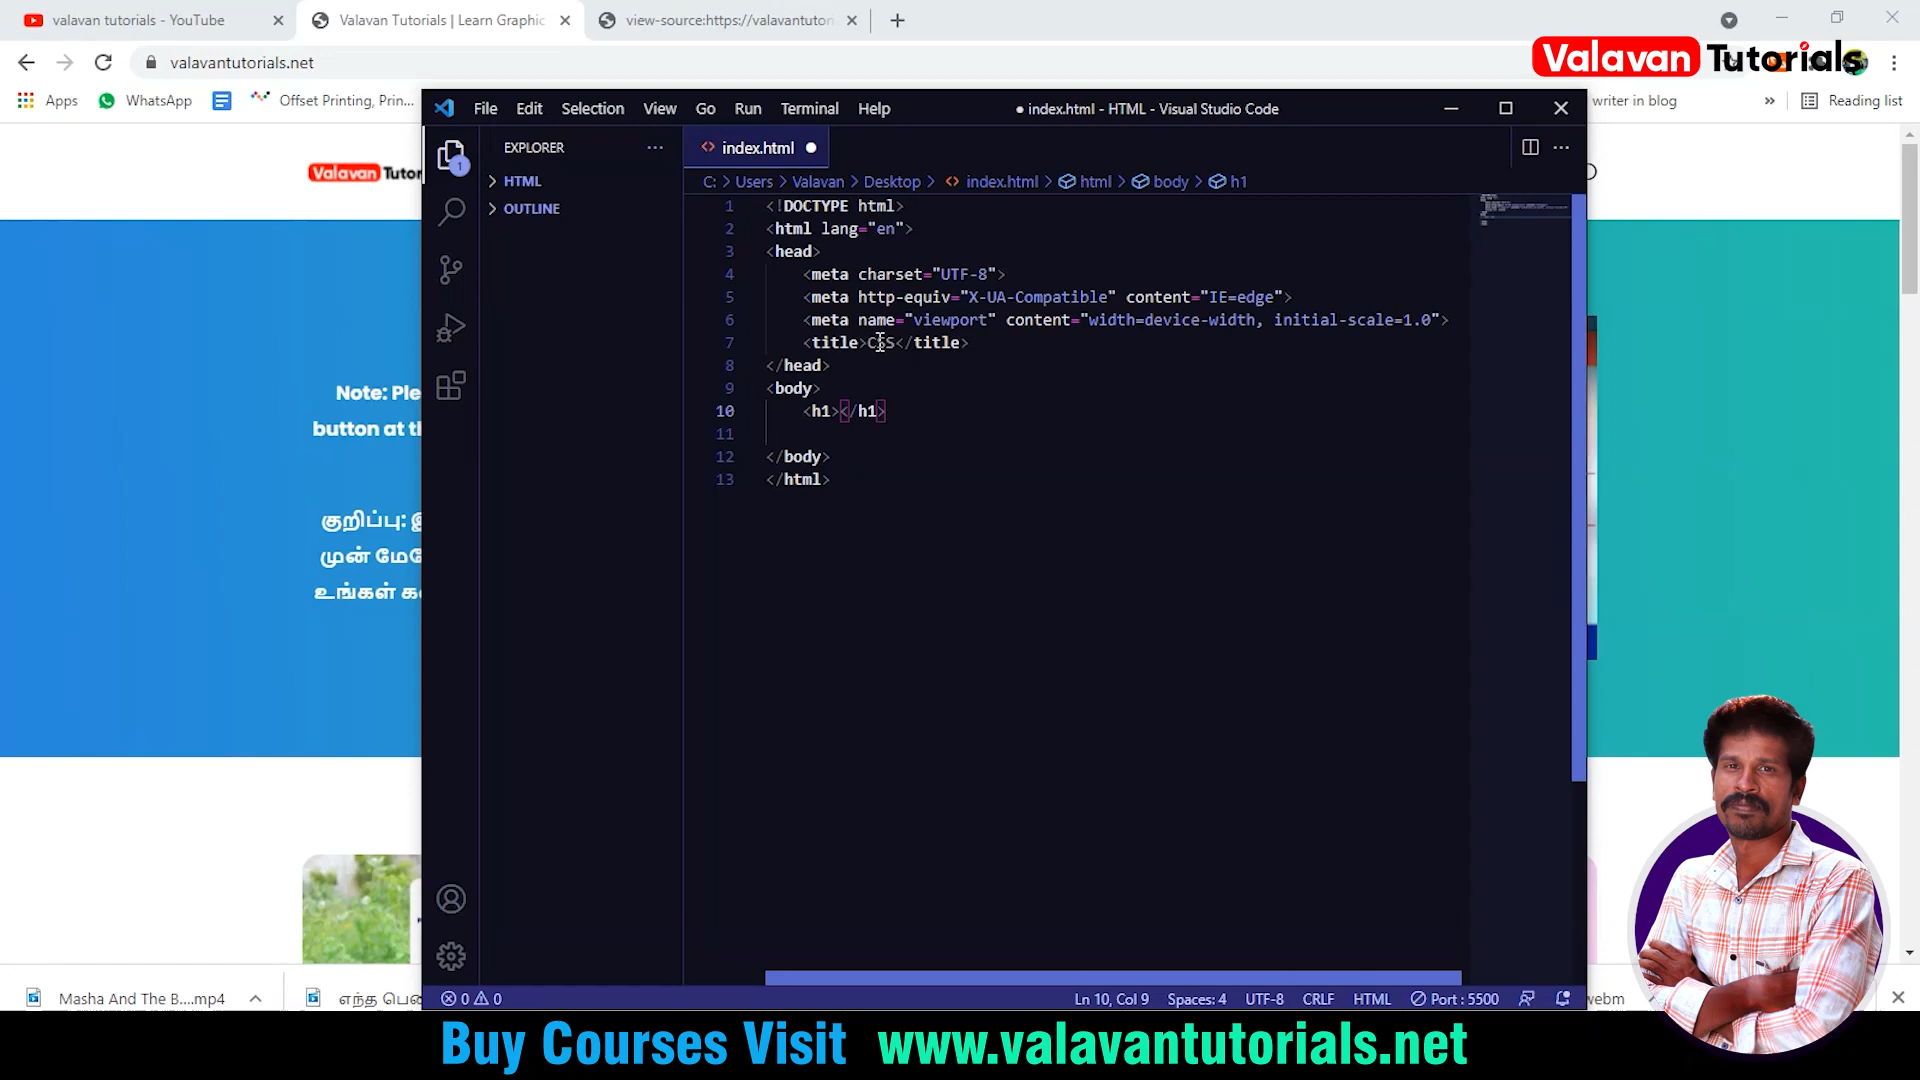 valavan tutorials - YouTube
Valavan Tutorials | Learn Graphic
view-source:https://valavantutori
valavantutorials.net
Valavan Tutorials
Apps
WhatsApp
Offset Printing, Prin...
writer in blog
Reading list
File Edit Selection View Go Run Terminal Help
● index.html - HTML - Visual Studio Code
EXPLORER
1
HTML
OUTLINE
index.html
C: > Users > Valavan > Desktop > index.html > html > body > h1
1 <!DOCTYPE html>
2 <html lang="en">
3 <head>
4 <meta charset="UTF-8">
5 <meta http-equiv="X-UA-Compatible" content="IE=edge">
6 <meta name="viewport" content="width=device-width, initial-scale=1.0">
7 <title>CSS</title>
8 </head>
9 <body>
10 <h1></h1>
11
12 </body>
13 </html>
Valavan Tutor
Note: Ple
button at th
குறிப்பு:
முன்
உங்கள்
Ln 10, Col 9 Spaces: 4 UTF-8 CRLF HTML Port : 5500
0 0
Masha And The B....mp4
எந்த பெ
webm
Buy Courses Visit www.valavantutorials.net